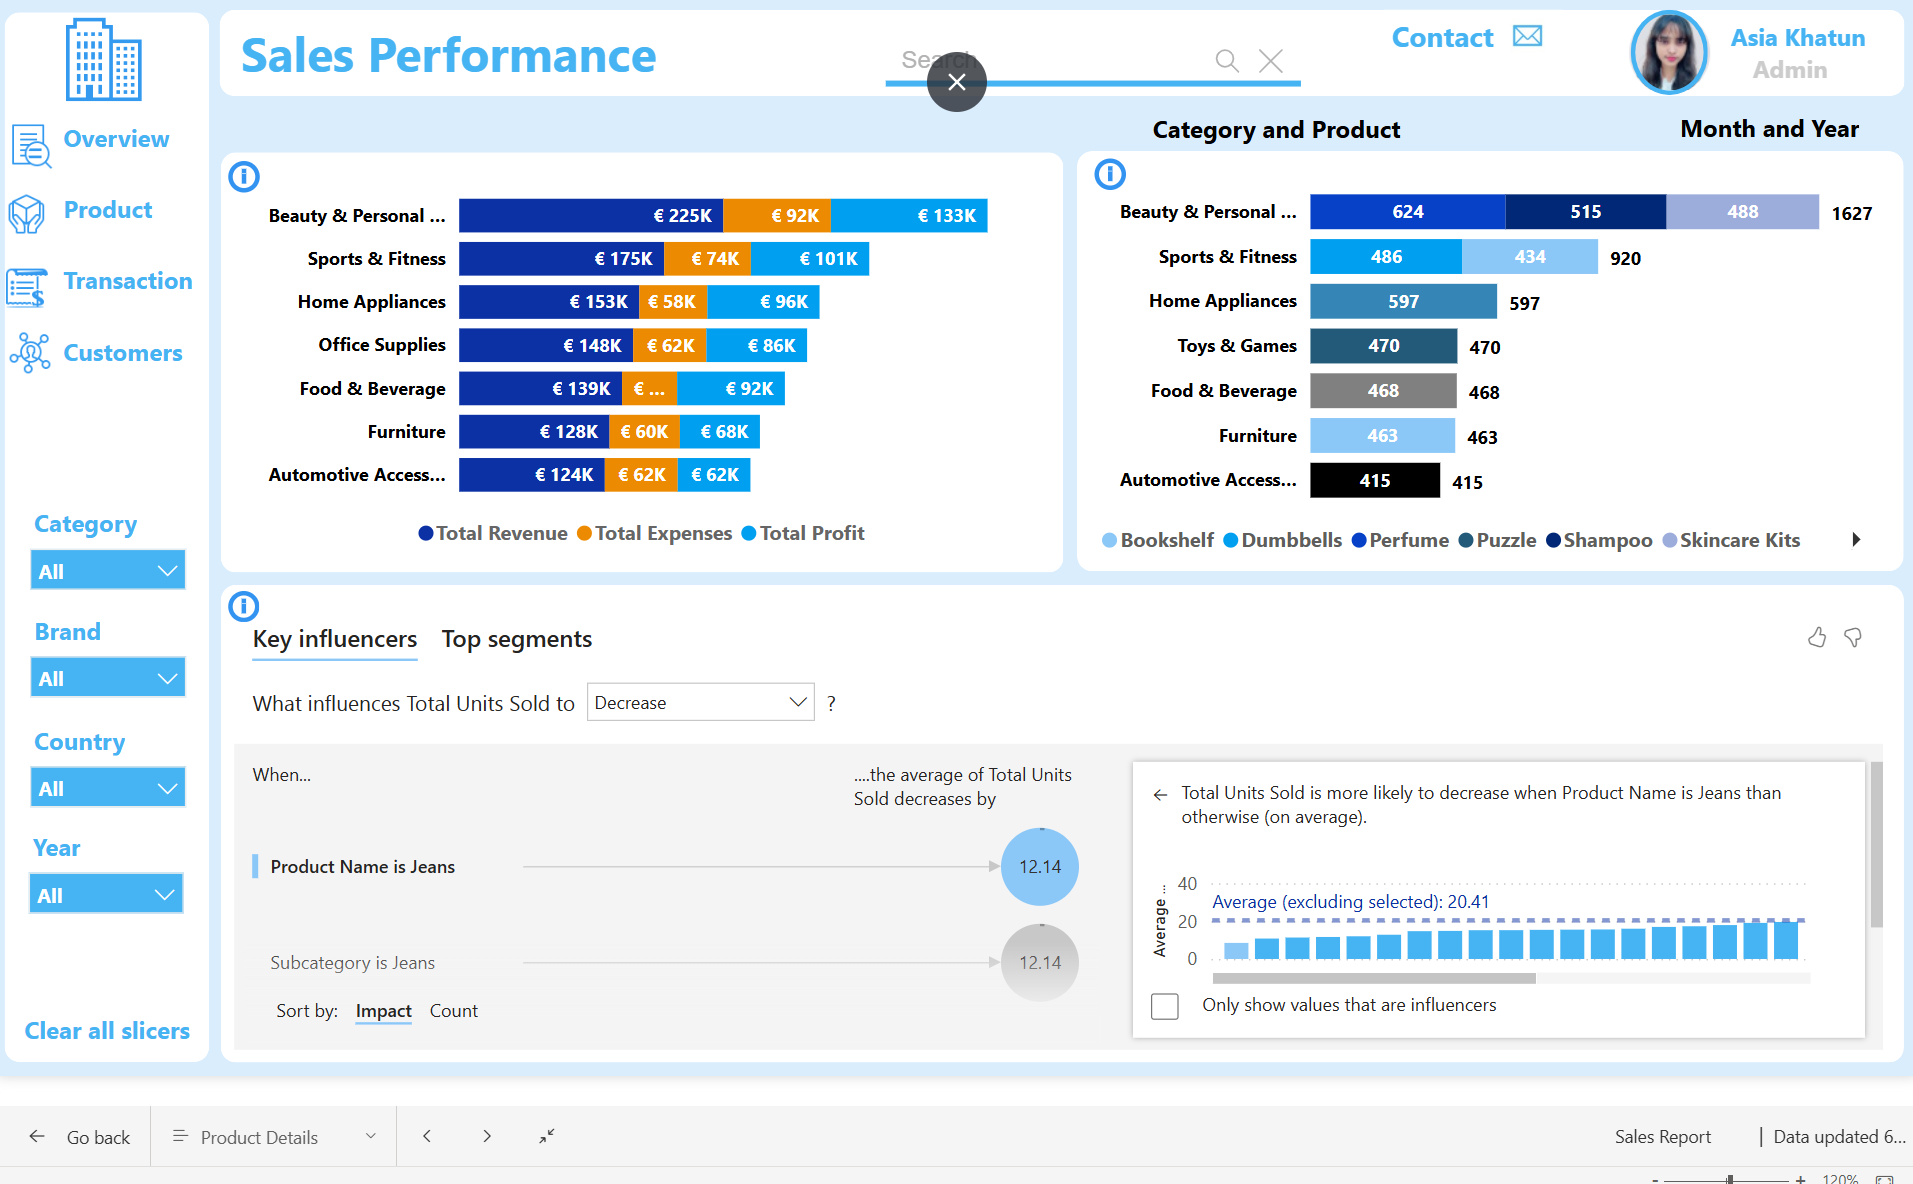 Sales Performance
Search
Contact
Asia Khatun
Admin
Overview
Product
Transaction
Customers
Category
All
Brand
All
Country
All
Year
All
Clear all slicers
Category and Product
Month and Year
Beauty & Personal ... € 225K € 92K € 133K
Sports & Fitness € 175K € 74K € 101K
Home Appliances € 153K € 58K € 96K
Office Supplies € 148K € 62K € 86K
Food & Beverage € 139K € ... € 92K
Furniture € 128K € 60K € 68K
Automotive Access... € 124K € 62K € 62K
Total Revenue Total Expenses Total Profit
Beauty & Personal ... 624 515 488 1627
Sports & Fitness 486 434 920
Home Appliances 597 597
Toys & Games 470 470
Food & Beverage 468 468
Furniture 463 463
Automotive Access... 415 415
Bookshelf Dumbbells Perfume Puzzle Shampoo Skincare Kits
Key influencers Top segments
What influences Total Units Sold to Decrease ?
When...
....the average of Total Units
Sold decreases by
Product Name is Jeans 12.14
Subcategory is Jeans 12.14
Sort by: Impact Count
Total Units Sold is more likely to decrease when Product Name is Jeans than
otherwise (on average).
Average ...
40
Average (excluding selected): 20.41
20
0
Only show values that are influencers
Go back Product Details Sales Report | Data updated 6...
- + 120%